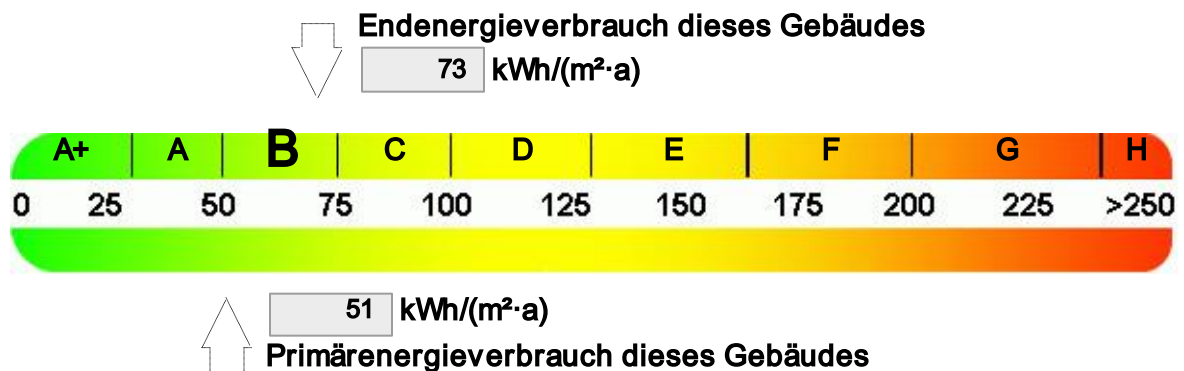 Endenergieverbrauch dieses Gebäudes
73 kWh/(m²·a)
A+ A B C D E F G H
0 25 50 75 100 125 150 175 200 225 >250
51 kWh/(m²·a)
Primärenergieverbrauch dieses Gebäudes